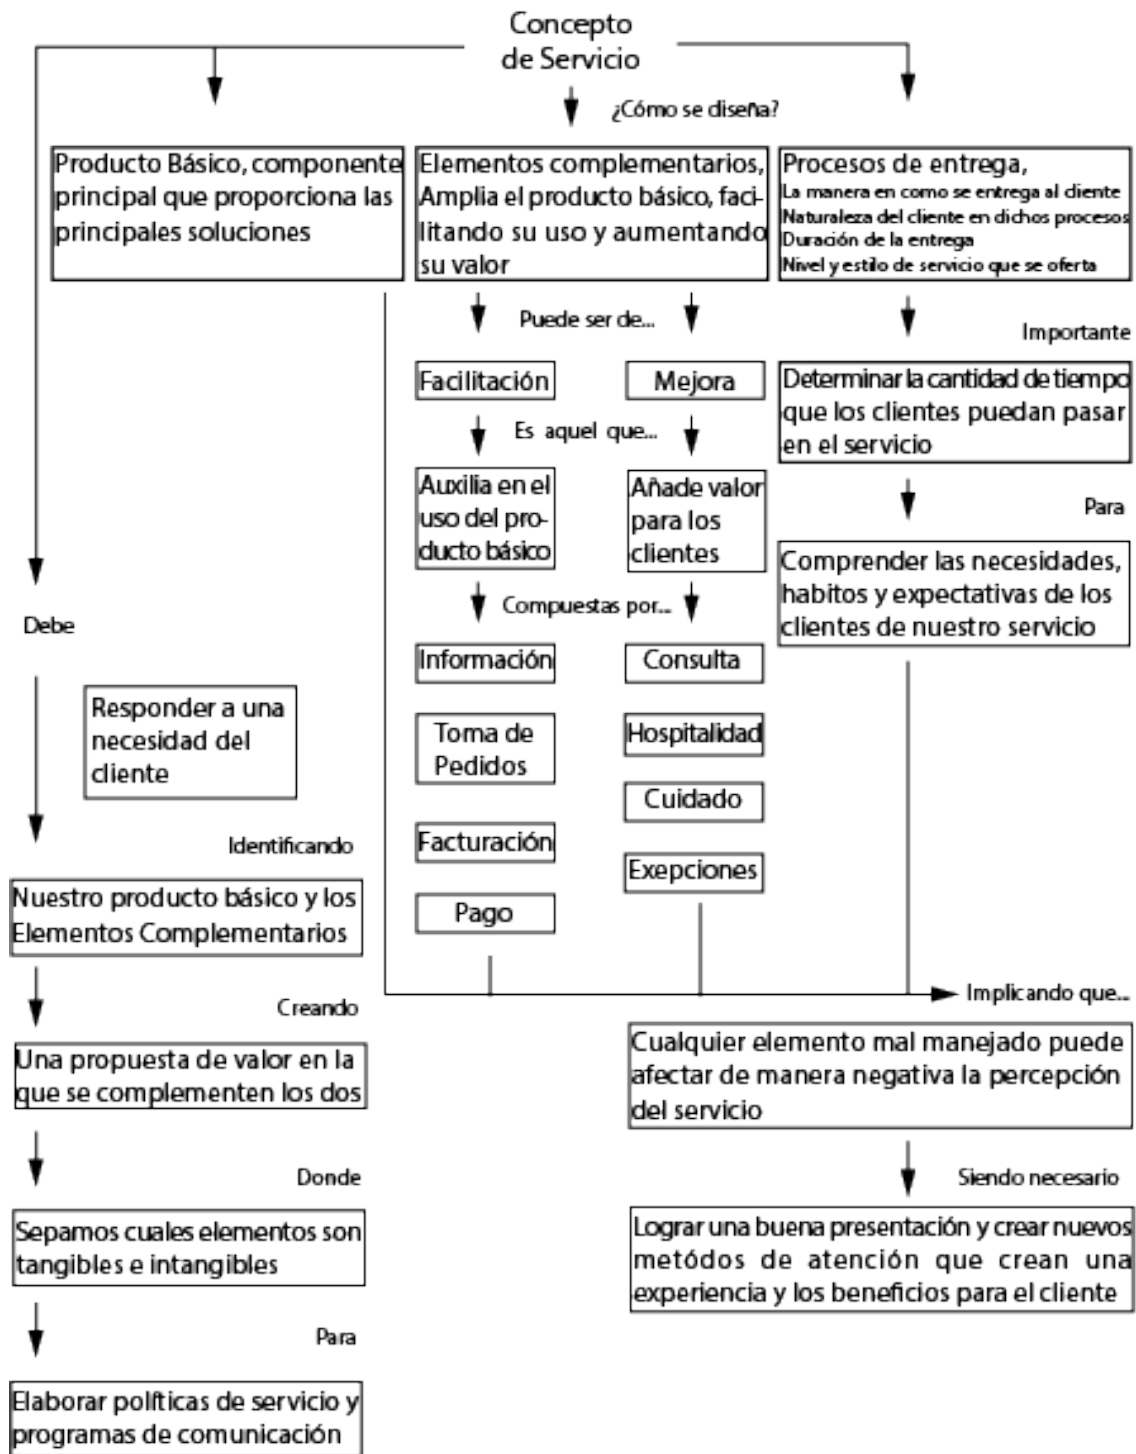 Concepto
de Servicio
¿Cómo se diseña?
Producto Básico, componente
principal que proporciona las
principales soluciones
Elementos complementarios,
Amplia el producto básico, faci-
litando su uso y aumentando
su valor
Procesos de entrega,
La manera en como se entrega al cliente
Naturaleza del cliente en dichos procesos
Duración de la entrega
Nivel y estilo de servicio que se oferta
Puede ser de...
Importante
Facilitación
Mejora
Determinar la cantidad de tiempo
que los clientes puedan pasar
en el servicio
Es aquel que...
Auxilia en el
uso del pro-
ducto básico
Añade valor
para los
clientes
Para
Comprender las necesidades,
habitos y expectativas de los
clientes de nuestro servicio
Compuestas por...
Información
Toma de
Pedidos
Facturación
Pago
Consulta
Hospitalidad
Cuidado
Exepciones
Debe
Responder a una
necesidad del
cliente
Identificando
Nuestro producto básico y los
Elementos Complementarios
Creando
Una propuesta de valor en la
que se complementen los dos
Donde
Sepamos cuales elementos son
tangibles e intangibles
Para
Elaborar políticas de servicio y
programas de comunicación
Implicando que...
Cualquier elemento mal manejado puede
afectar de manera negativa la percepción
del servicio
Siendo necesario
Lograr una buena presentación y crear nuevos
metódos de atención que crean una
experiencia y los beneficios para el cliente